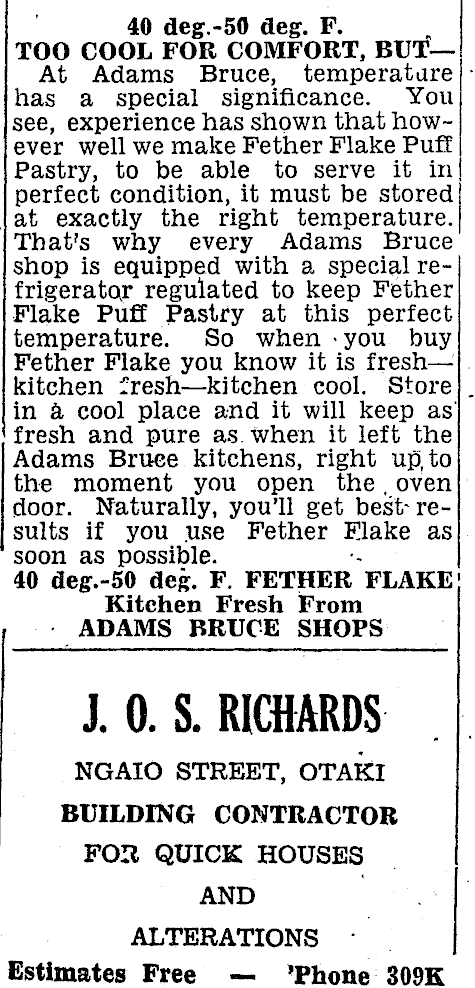 40 deg.-50 deg. F.
TOO COOL FOR COMFORT, BUT—
At Adams Bruce, temperature
has a special significance. You
see, experience has shown that how-
ever well we make Fether Flake Puff
Pastry, to be able to serve it in
perfect condition, it must be stored
at exactly the right temperature.
That's why every Adams Bruce
shop is equipped with a special re-
frigerator regulated to keep Fether
Flake Puff Pastry at this perfect
temperature. So when you buy
Fether Flake you know it is fresh—
kitchen fresh—kitchen cool. Store
in a cool place and it will keep as
fresh and pure as when it left the
Adams Bruce kitchens, right up to
the moment you open the oven
door. Naturally, you'll get best re-
sults if you use Fether Flake as
soon as possible.
40 deg.-50 deg. F. FETHER FLAKE
Kitchen Fresh From
ADAMS BRUCE SHOPS
J. O. S. RICHARDS
NGAIO STREET, OTAKI
BUILDING CONTRACTOR
FOR QUICK HOUSES
AND
ALTERATIONS
Estimates Free — 'Phone 309K